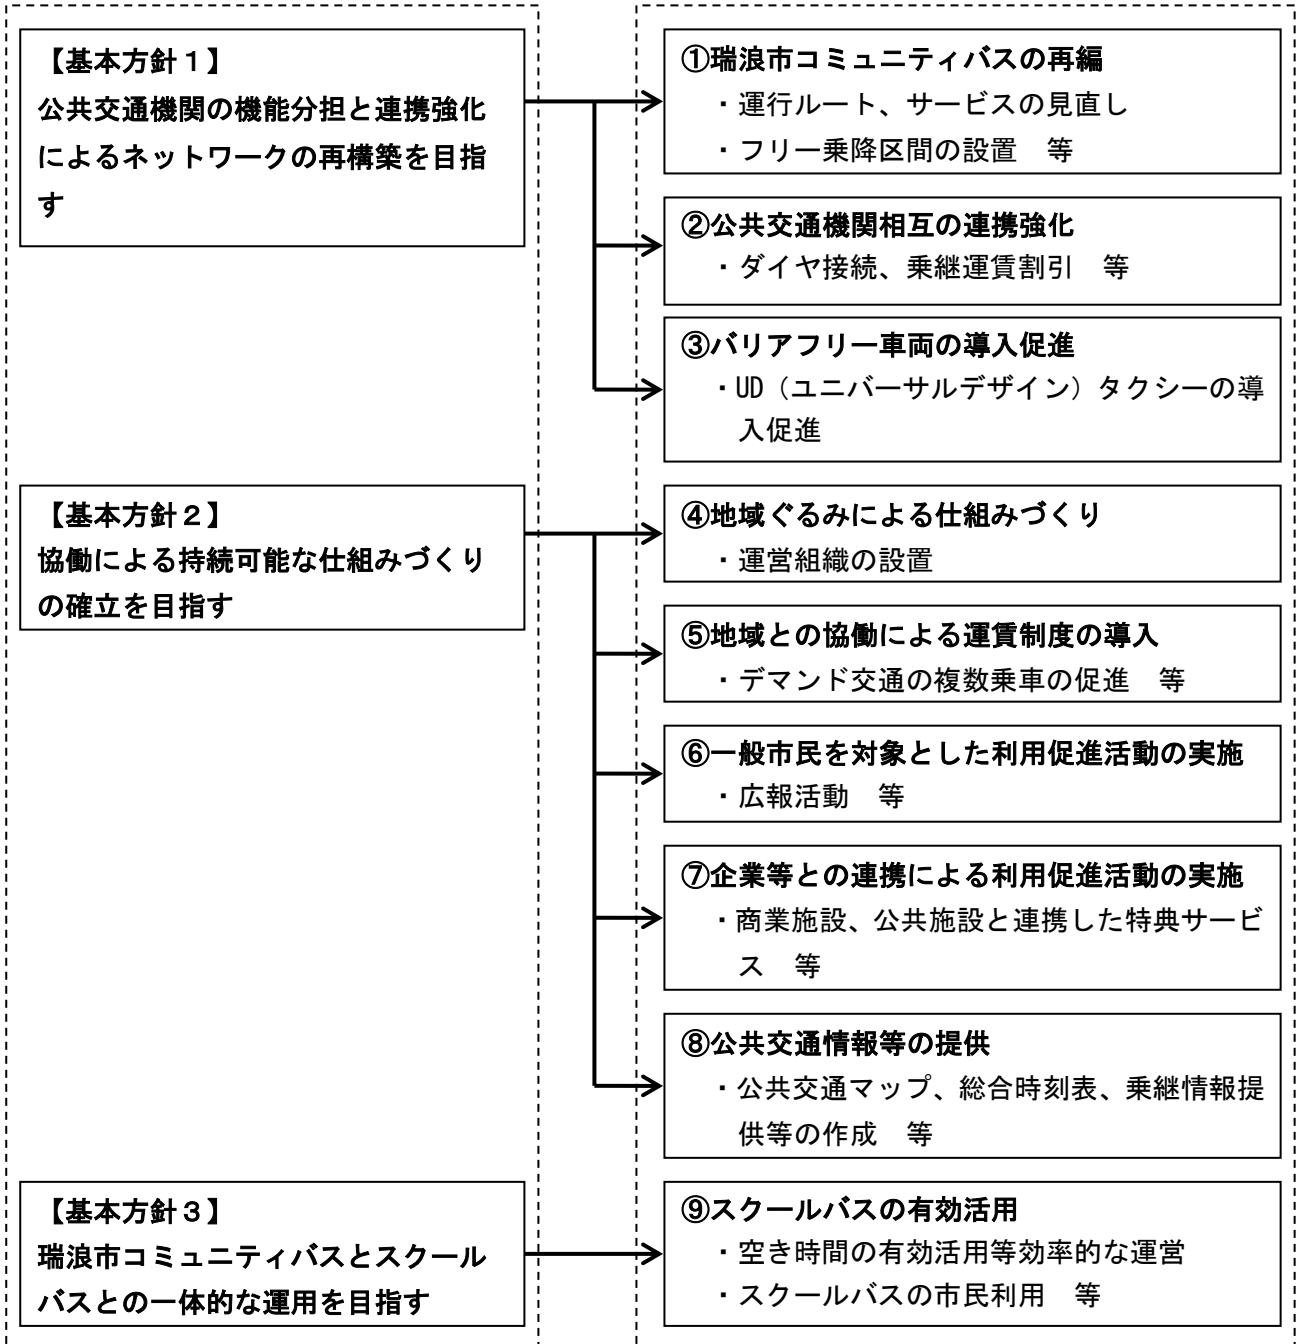 【基本方針１】
公共交通機関の機能分担と連携強化
によるネットワークの再構築を目指
す
①瑞浪市コミュニティバスの再編
・運行ルート、サービスの見直し
・フリー乗降区間の設置　等
②公共交通機関相互の連携強化
・ダイヤ接続、乗継運賃割引　等
③バリアフリー車両の導入促進
・UD（ユニバーサルデザイン）タクシーの導
入促進
【基本方針２】
協働による持続可能な仕組みづくり
の確立を目指す
④地域ぐるみによる仕組みづくり
・運営組織の設置
⑤地域との協働による運賃制度の導入
・デマンド交通の複数乗車の促進　等
⑥一般市民を対象とした利用促進活動の実施
・広報活動　等
⑦企業等との連携による利用促進活動の実施
・商業施設、公共施設と連携した特典サービ
ス　等
⑧公共交通情報等の提供
・公共交通マップ、総合時刻表、乗継情報提
供等の作成　等
【基本方針３】
瑞浪市コミュニティバスとスクール
バスとの一体的な運用を目指す
⑨スクールバスの有効活用
・空き時間の有効活用等効率的な運営
・スクールバスの市民利用　等